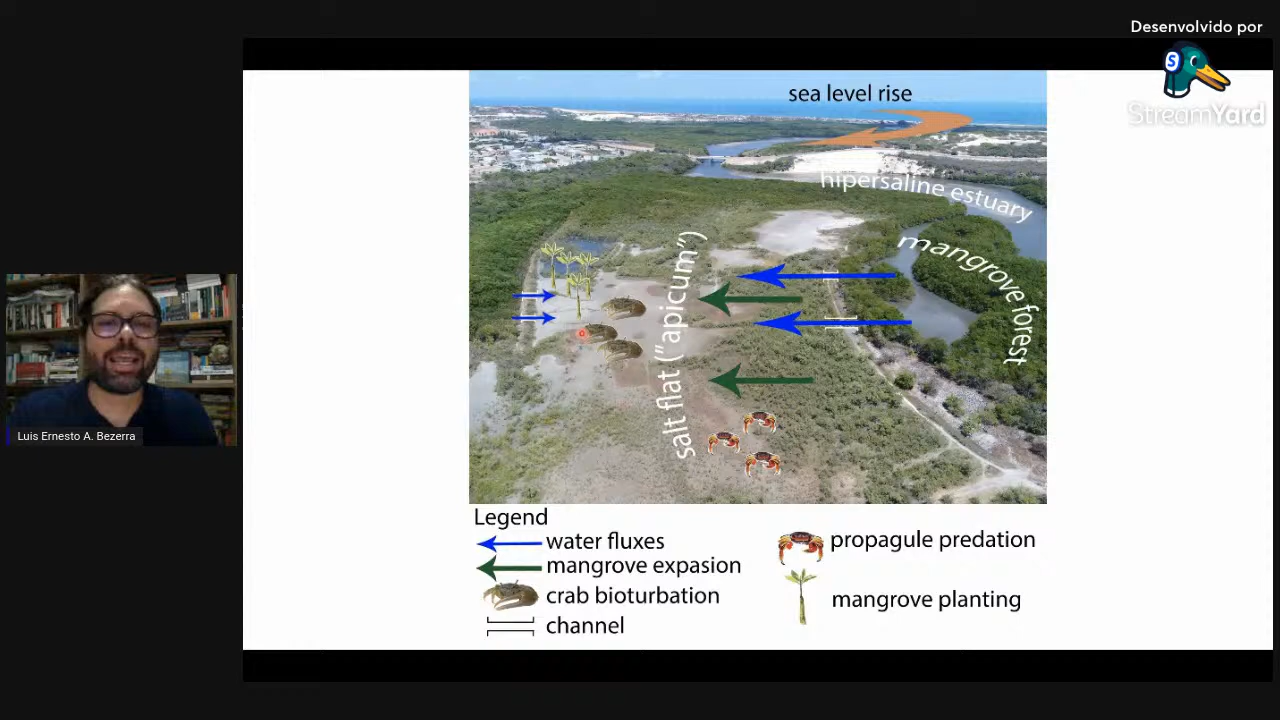 Desenvolvido por
S
StreamYard
sea level rise
hipersaline estuary
mangrove forest
salt flat ("apicum")
Luis Ernesto A. Bezerra
Legend
water fluxes
mangrove expasion
crab bioturbation
channel
propagule predation
mangrove planting